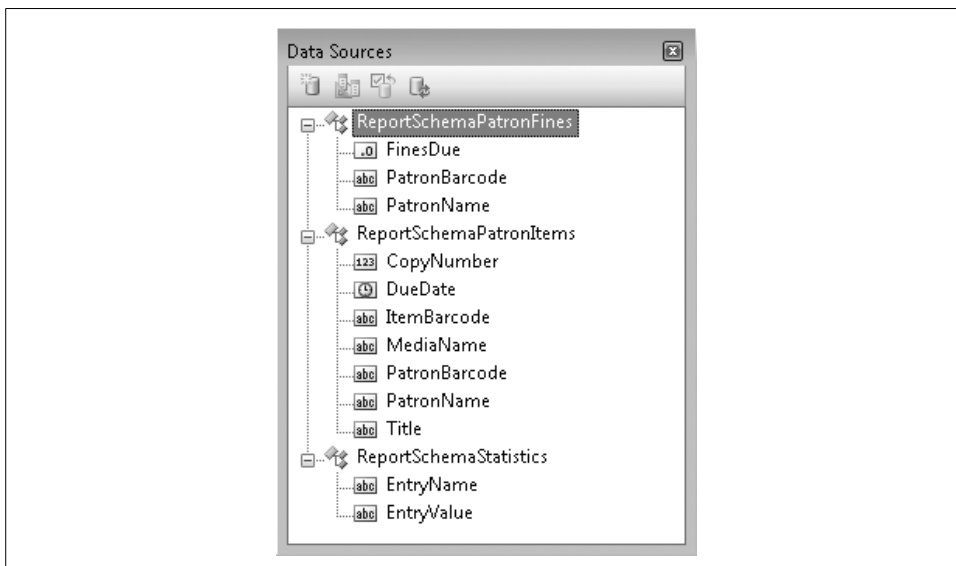 Data Sources
ReportSchemaPatronFines
.0 FinesDue
abc PatronBarcode
abc PatronName
ReportSchemaPatronItems
123 CopyNumber
DueDate
abc ItemBarcode
abc MediaName
abc PatronBarcode
abc PatronName
abc Title
ReportSchemaStatistics
abc EntryName
abc EntryValue